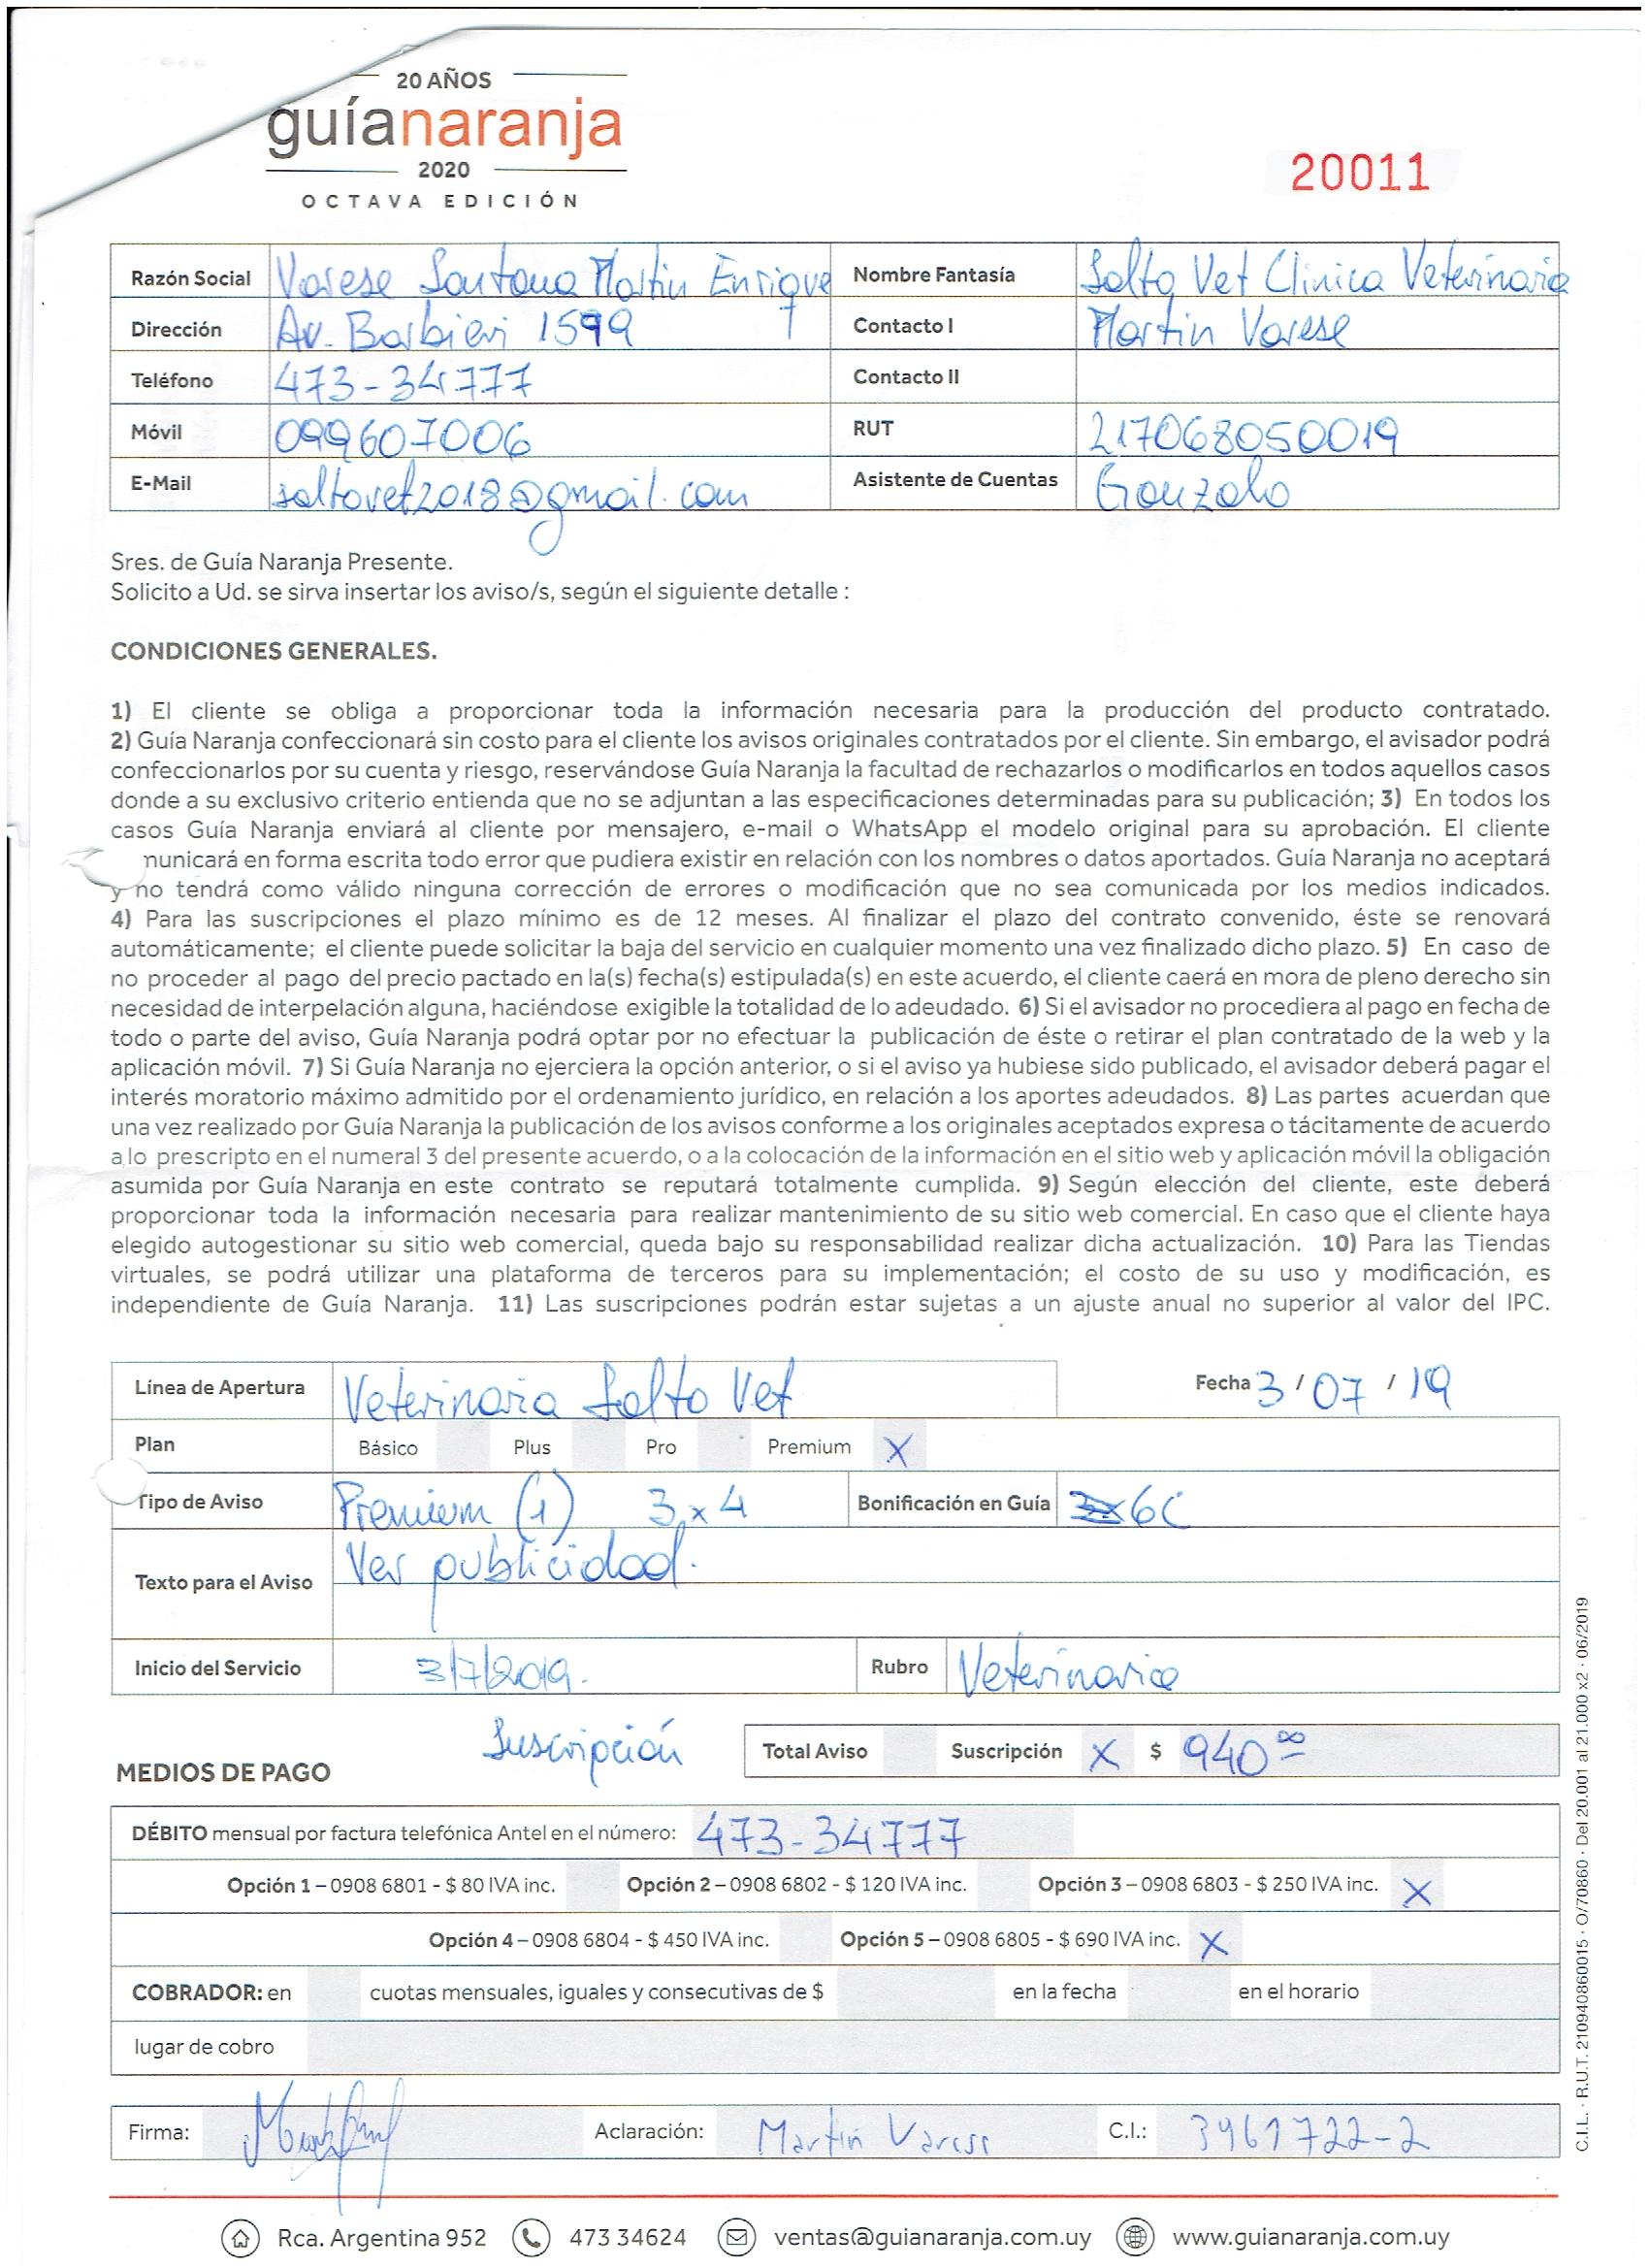 20 AÑOS
guíanaranja
2020
OCTAVA EDICIÓN
20011
Razón Social Varese Santana Martin Enrique Nombre Fantasía Salto Vet Clinica Veterinaria
Dirección Av. Barbieri 1599 Contacto I Martin Varese
Teléfono 473-34777 Contacto II
Móvil 099607006 RUT 217068050019
E-Mail saltovet2018@gmail.com Asistente de Cuentas Gonzalo
Sres. de Guía Naranja Presente.
Solicito a Ud. se sirva insertar los aviso/s, según el siguiente detalle :
CONDICIONES GENERALES.
1) El cliente se obliga a proporcionar toda la información necesaria para la producción del producto contratado.
2) Guía Naranja confeccionará sin costo para el cliente los avisos originales contratados por el cliente. Sin embargo, el avisador podrá
confeccionarlos por su cuenta y riesgo, reservándose Guía Naranja la facultad de rechazarlos o modificarlos en todos aquellos casos
donde a su exclusivo criterio entienda que no se adjuntan a las especificaciones determinadas para su publicación; 3) En todos los
casos Guía Naranja enviará al cliente por mensajero, e-mail o WhatsApp el modelo original para su aprobación. El cliente
municará en forma escrita todo error que pudiera existir en relación con los nombres o datos aportados. Guía Naranja no aceptará
y no tendrá como válido ninguna corrección de errores o modificación que no sea comunicada por los medios indicados.
4) Para las suscripciones el plazo mínimo es de 12 meses. Al finalizar el plazo del contrato convenido, éste se renovará
automáticamente; el cliente puede solicitar la baja del servicio en cualquier momento una vez finalizado dicho plazo. 5) En caso de
no proceder al pago del precio pactado en la(s) fecha(s) estipulada(s) en este acuerdo, el cliente caerá en mora de pleno derecho sin
necesidad de interpelación alguna, haciéndose exigible la totalidad de lo adeudado. 6) Si el avisador no procediera al pago en fecha de
todo o parte del aviso, Guía Naranja podrá optar por no efectuar la publicación de éste o retirar el plan contratado de la web y la
aplicación móvil. 7) Si Guía Naranja no ejerciera la opción anterior, o si el aviso ya hubiese sido publicado, el avisador deberá pagar el
interés moratorio máximo admitido por el ordenamiento jurídico, en relación a los aportes adeudados. 8) Las partes acuerdan que
una vez realizado por Guía Naranja la publicación de los avisos conforme a los originales aceptados expresa o tácitamente de acuerdo
a lo prescripto en el numeral 3 del presente acuerdo, o a la colocación de la información en el sitio web y aplicación móvil la obligación
asumida por Guía Naranja en este contrato se reputará totalmente cumplida. 9) Según elección del cliente, este deberá
proporcionar toda la información necesaria para realizar mantenimiento de su sitio web comercial. En caso que el cliente haya
elegido autogestionar su sitio web comercial, queda bajo su responsabilidad realizar dicha actualización. 10) Para las Tiendas
virtuales, se podrá utilizar una plataforma de terceros para su implementación; el costo de su uso y modificación, es
independiente de Guía Naranja. 11) Las suscripciones podrán estar sujetas a un ajuste anual no superior al valor del IPC.
Línea de Apertura Veterinaria Salto Vet Fecha 3 / 07 / 19
Plan Básico Plus Pro Premium X
Tipo de Aviso Premium (1) 3x4 Bonificación en Guía 6C
Texto para el Aviso Ver publicidad.
Inicio del Servicio 3/7/2019. Rubro Veterinaria
MEDIOS DE PAGO Suscripción Total Aviso Suscripción X $ 940 00
DÉBITO mensual por factura telefónica Antel en el número: 473-34777
Opción 1 – 0908 6801 - $ 80 IVA inc. Opción 2 – 0908 6802 - $ 120 IVA inc. Opción 3 – 0908 6803 - $ 250 IVA inc. X
Opción 4 – 0908 6804 - $ 450 IVA inc. Opción 5 – 0908 6805 - $ 690 IVA inc. X
COBRADOR: en cuotas mensuales, iguales y consecutivas de $ en la fecha en el horario
lugar de cobro
Firma: Aclaración: Martin Varese C.I.: 3961722-2
Rca. Argentina 952 473 34624 ventas@guianaranja.com.uy www.guianaranja.com.uy
C.I.L. · R.U.T. 210940860015 · O/70860 · Del 20.001 al 21.000 x2 · 06/2019